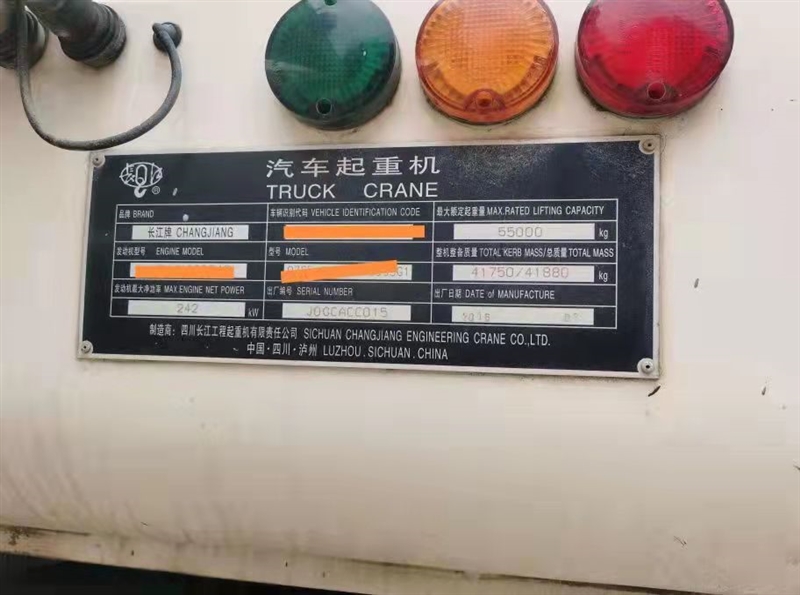 汽车起重机
TRUCK CRANE
品牌 BRAND
长江牌 CHANGJIANG
车辆识别代码 VEHICLE IDENTIFICATION CODE
最大额定起重量 MAX.RATED LIFTING CAPACITY
55000 kg
发动机型号 ENGINE MODEL
型号 MODEL
整机整备质量 TOTAL KERB MASS/总质量 TOTAL MASS
41750/41880 kg
发动机最大净功率 MAX.ENGINE NET POWER
242 kW
出厂编号 SERIAL NUMBER
J0GCACC015
出厂日期 DATE of MANUFACTURE
制造商：四川长江工程起重机有限责任公司 SICHUAN CHANGJIANG ENGINEERING CRANE CO.,LTD.
中国·四川·泸州 LUZHOU.SICHUAN.CHINA